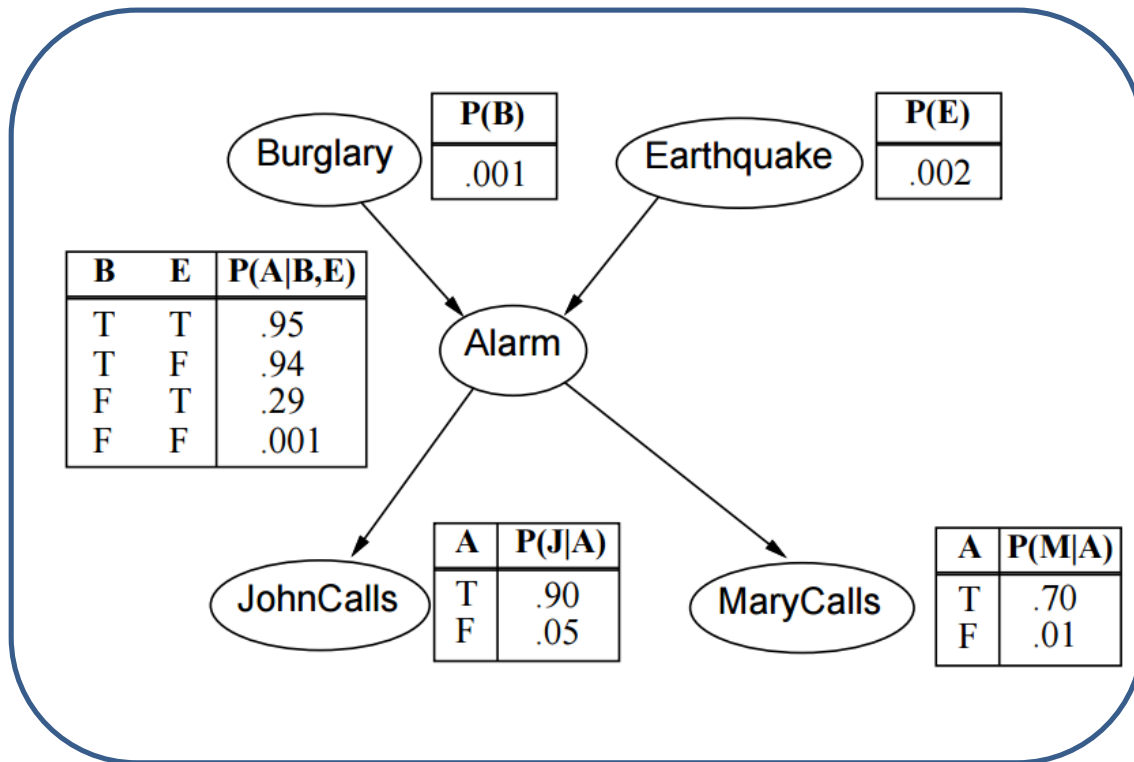 P(B)
Burglary
.001
P(E)
Earthquake
.002
B E P(A|B,E)
T T .95
T F .94
F T .29
F F .001
Alarm
JohnCalls
A P(J|A)
T .90
F .05
MaryCalls
A P(M|A)
T .70
F .01